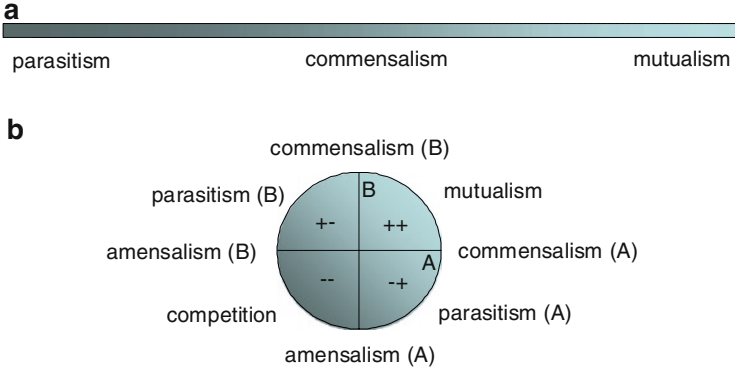 a
parasitism commensalism mutualism
b
commensalism (B)
parasitism (B) B mutualism
+- ++
amensalism (B) A commensalism (A)
-- -+
competition parasitism (A)
amensalism (A)